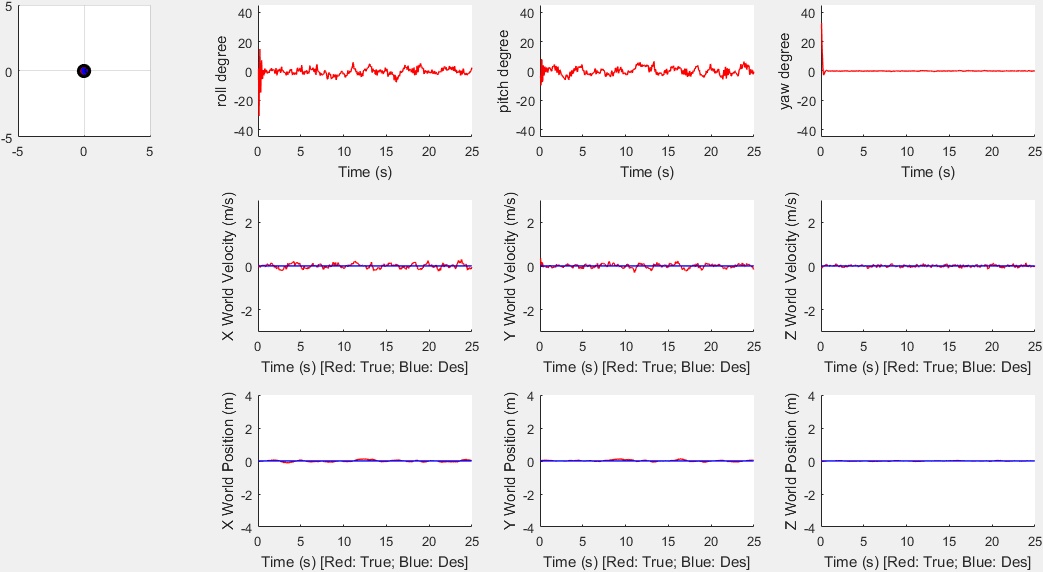 5
0
-5
-5 0 5
roll degree
40
20
0
-20
-40
0 5 10 15 20 25
Time (s)
pitch degree
40
20
0
-20
-40
0 5 10 15 20 25
Time (s)
yaw degree
40
20
0
-20
-40
0 5 10 15 20 25
Time (s)
X World Velocity (m/s)
2
0
-2
0 5 10 15 20 25
Time (s) [Red: True; Blue: Des]
Y World Velocity (m/s)
2
0
-2
0 5 10 15 20 25
Time (s) [Red: True; Blue: Des]
Z World Velocity (m/s)
2
0
-2
0 5 10 15 20 25
Time (s) [Red: True; Blue: Des]
X World Position (m)
4
2
0
-2
-4
0 5 10 15 20 25
Time (s) [Red: True; Blue: Des]
Y World Position (m)
4
2
0
-2
-4
0 5 10 15 20 25
Time (s) [Red: True; Blue: Des]
Z World Position (m)
4
2
0
-2
-4
0 5 10 15 20 25
Time (s) [Red: True; Blue: Des]